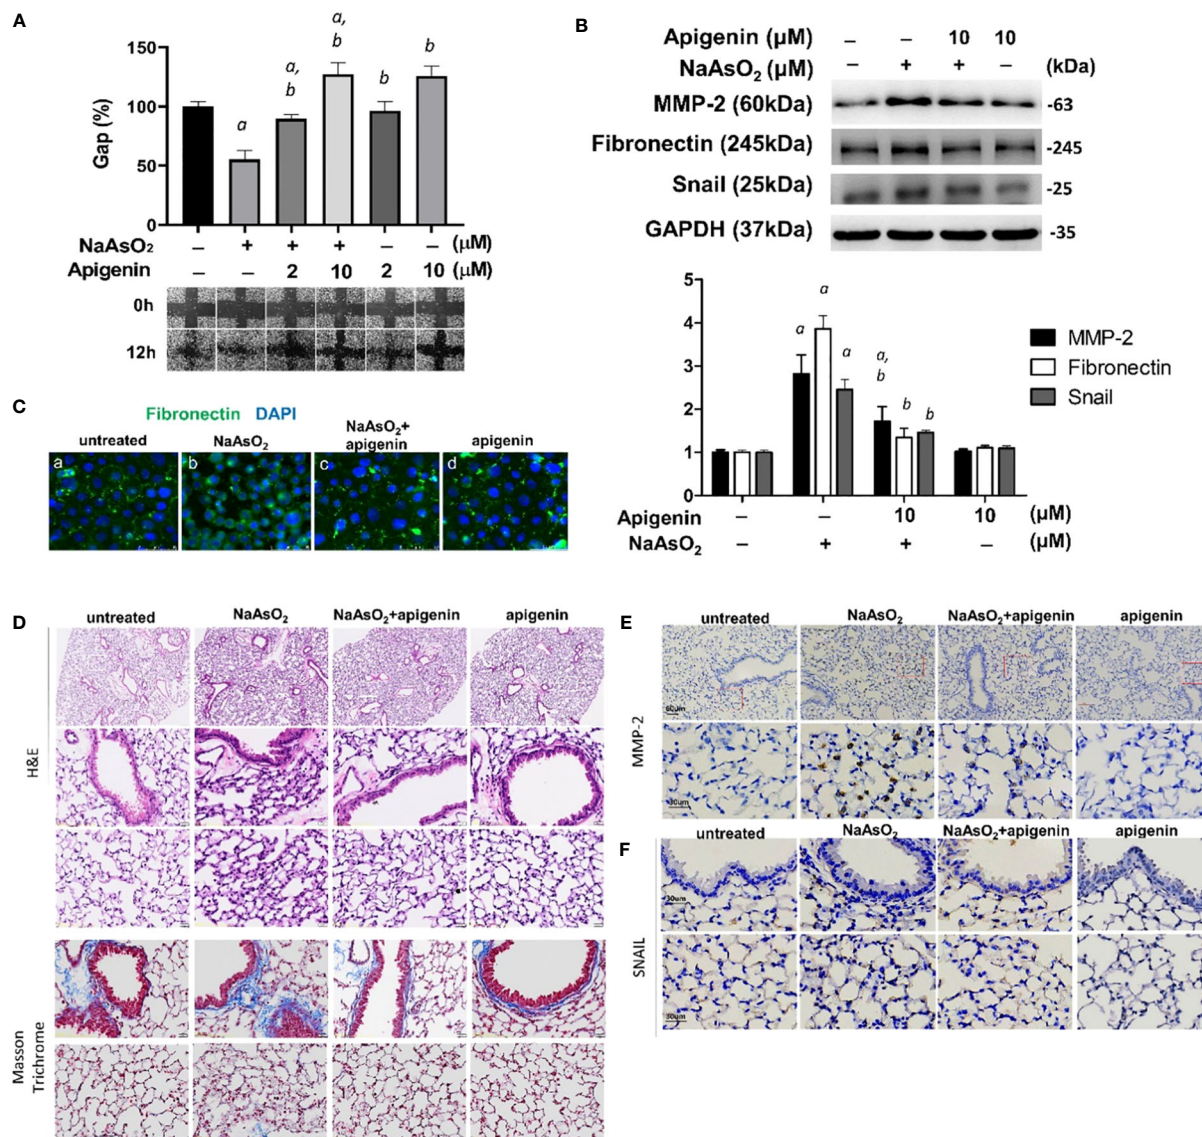 A
a,
b
a,
b
b
b
a
150
100
50
0
Gap (%)
NaAsO₂ – + + + – – (μM)
Apigenin – – 2 10 2 10 (μM)
0h
12h
B
Apigenin (μM) – – 10 10
NaAsO₂ (μM) – + + – (kDa)
MMP-2 (60kDa) -63
Fibronectin (245kDa) -245
Snail (25kDa) -25
GAPDH (37kDa) -35
5
4
3
2
1
0
a
a
a
a,
b
b
b
MMP-2
Fibronectin
Snail
Apigenin – – 10 10 (μM)
NaAsO₂ – + + – (μM)
C
Fibronectin DAPI
untreated NaAsO₂ NaAsO₂+ apigenin
apigenin
a b c d
D
untreated NaAsO₂ NaAsO₂+apigenin apigenin
H&E
Masson
Trichrome
E
untreated NaAsO₂ NaAsO₂+apigenin apigenin
MMP-2
60um
30um
F
untreated NaAsO₂ NaAsO₂+apigenin apigenin
SNAIL
30um
30um